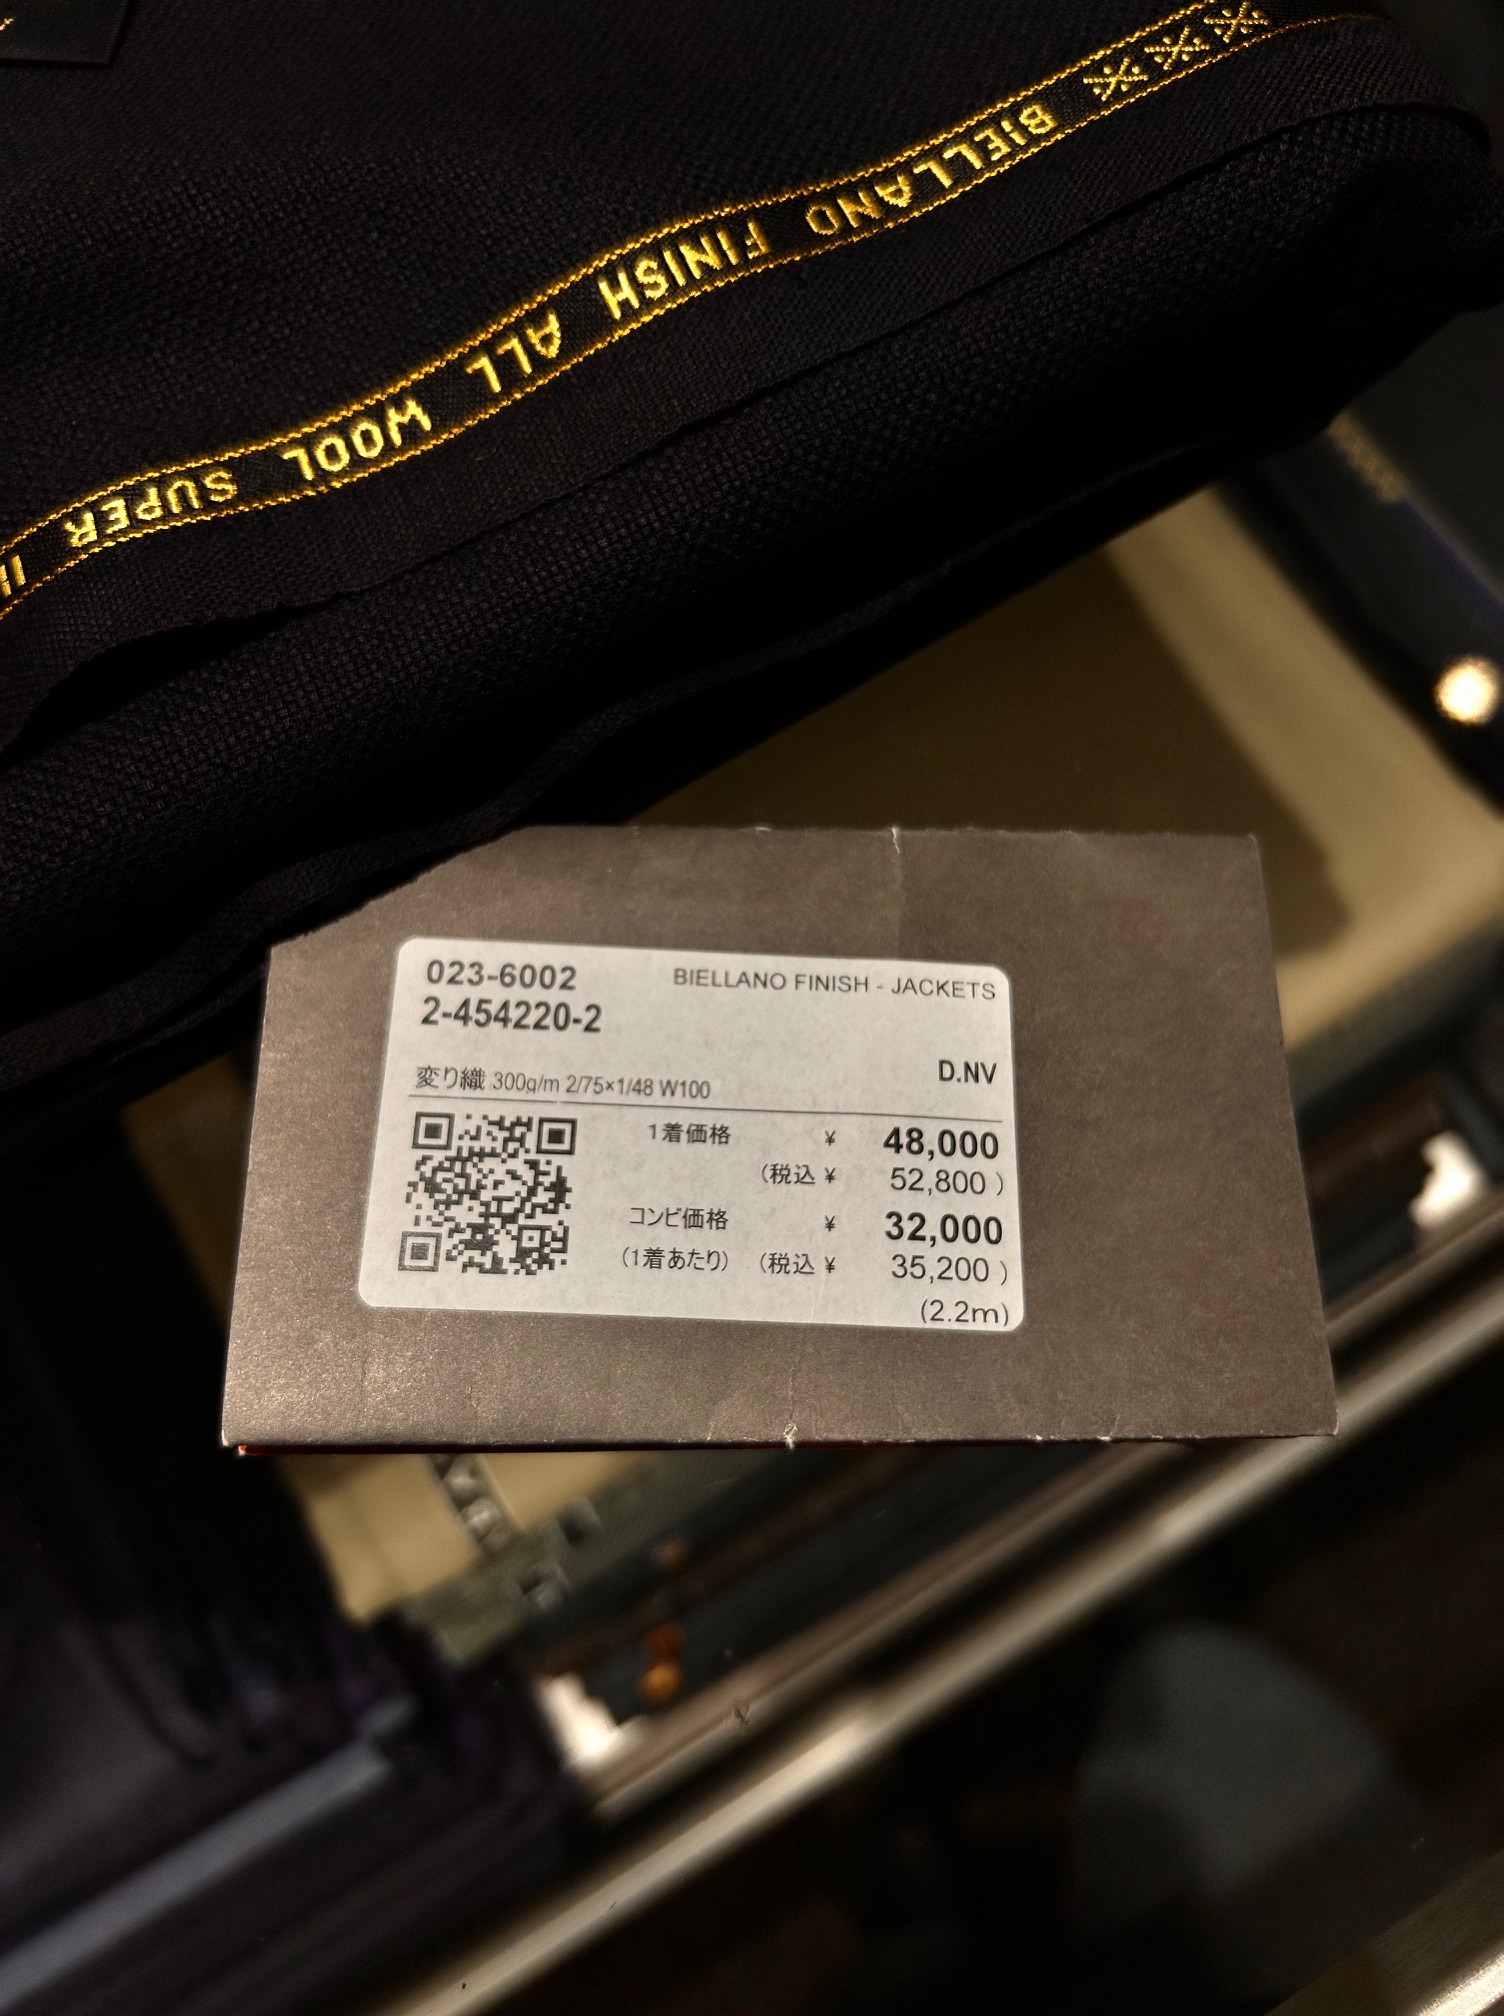 BIELLANO FINISH ALL WOOL SUPER
023-6002
BIELLANO FINISH - JACKETS
2-454220-2
D.NV
変り織 300g/m 2/75×1/48 W100
1着価格 ¥ 48,000
(税込 ¥ 52,800 )
コンビ価格 ¥ 32,000
(1着あたり) (税込 ¥ 35,200 )
(2.2m)